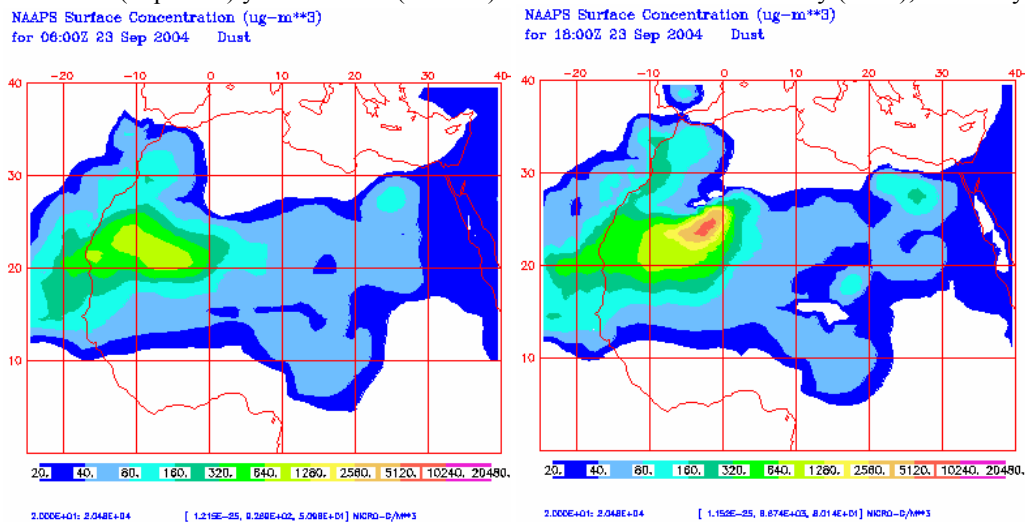 NAAPS Surface Concentration (ug-m**3)
for 06:00Z 23 Sep 2004 Dust
-20 -10 0 10 20 30 40
40
30
20
10
20. 40. 80. 160. 320. 640. 1280. 2560. 5120. 10240. 20480.
2.000E+01: 2.048E+04 [ 1.215E-25, 9.269E+02, 5.098E+01] MICRO-G/M**3
NAAPS Surface Concentration (ug-m**3)
for 18:00Z 23 Sep 2004 Dust
-20 -10 0 10 20 30 40
40
30
20
10
20. 40. 80. 160. 320. 640. 1280. 2560. 5120. 10240. 20480.
2.000E+01: 2.048E+04 [ 1.152E-25, 8.674E+03, 8.014E+01] MICRO-G/M**3